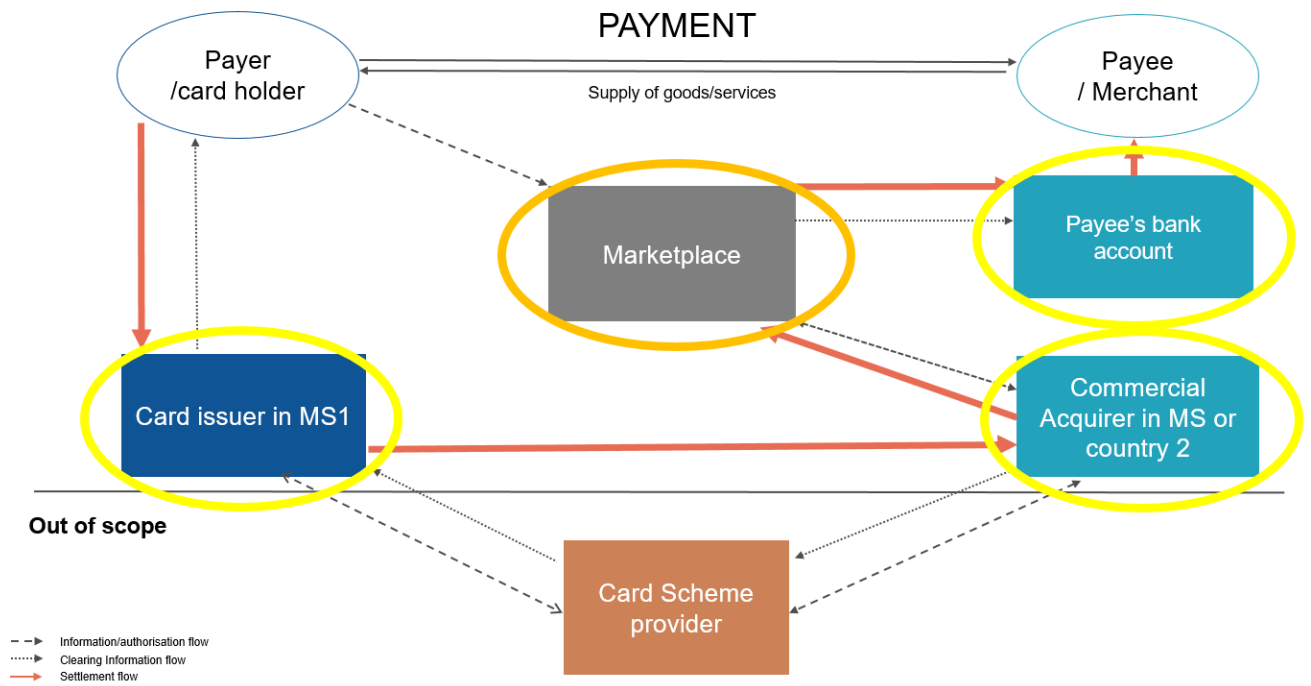 PAYMENT
Payer
/card holder
Payee
/ Merchant
Supply of goods/services
Marketplace
Payee's bank
account
Card issuer in MS1
Commercial
Acquirer in MS or
country 2
Out of scope
Card Scheme
provider
Information/authorisation flow
Clearing Information flow
Settlement flow